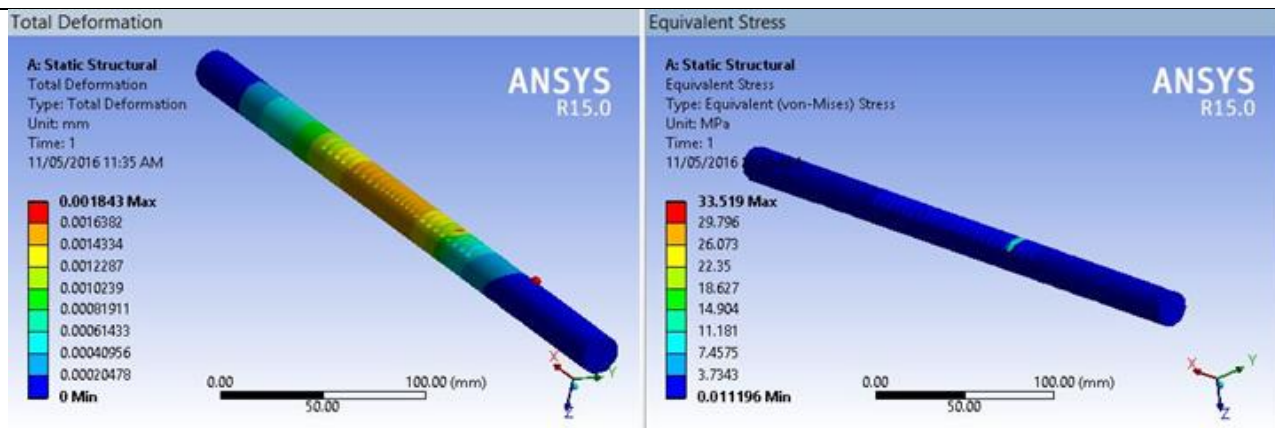 Total Deformation
A: Static Structural
Total Deformation
Type: Total Deformation
Unit: mm
Time: 1
11/05/2016 11:35 AM
ANSYS
R15.0
0.001843 Max
0.0016382
0.0014334
0.0012287
0.0010239
0.00081911
0.00061433
0.00040956
0.00020478
0 Min
0.00
100.00 (mm)
50.00
X
Y
Z
Equivalent Stress
A: Static Structural
Equivalent Stress
Type: Equivalent (von-Mises) Stress
Unit: MPa
Time: 1
11/05/2016
ANSYS
R15.0
33.519 Max
29.796
26.073
22.35
18.627
14.904
11.181
7.4575
3.7343
0.011196 Min
0.00
100.00 (mm)
50.00
X
Y
Z